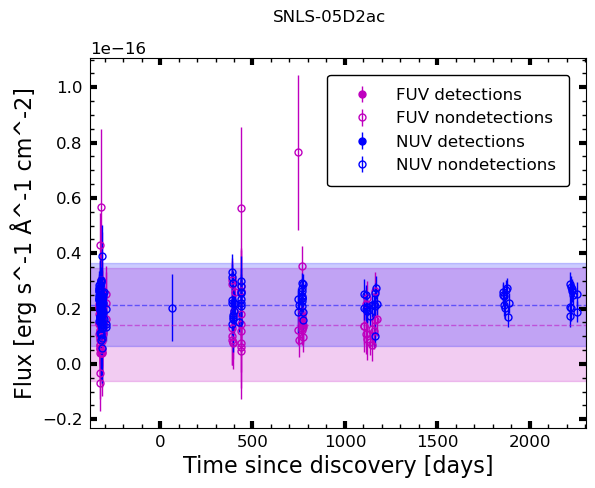 SNLS-05D2ac
1e−16
FUV detections
FUV nondetections
NUV detections
NUV nondetections
1.0
0.8
0.6
0.4
0.2
0.0
−0.2
Flux [erg s^-1 Å^-1 cm^-2]
0 500 1000 1500 2000
Time since discovery [days]